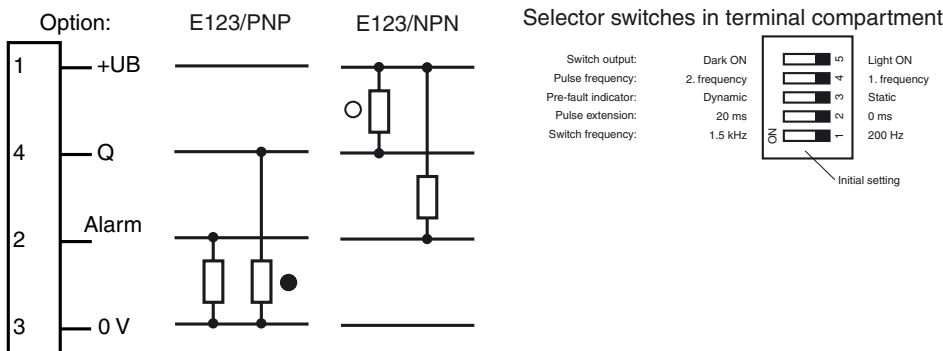 Option: E123/PNP E123/NPN
1 +UB
4 Q
2 Alarm
3 0 V
Selector switches in terminal compartment
Switch output: Dark ON 5 Light ON
Pulse frequency: 2. frequency 4 1. frequency
Pre-fault indicator: Dynamic 3 Static
Pulse extension: 20 ms 2 0 ms
Switch frequency: 1.5 kHz ON 1 200 Hz
Initial setting